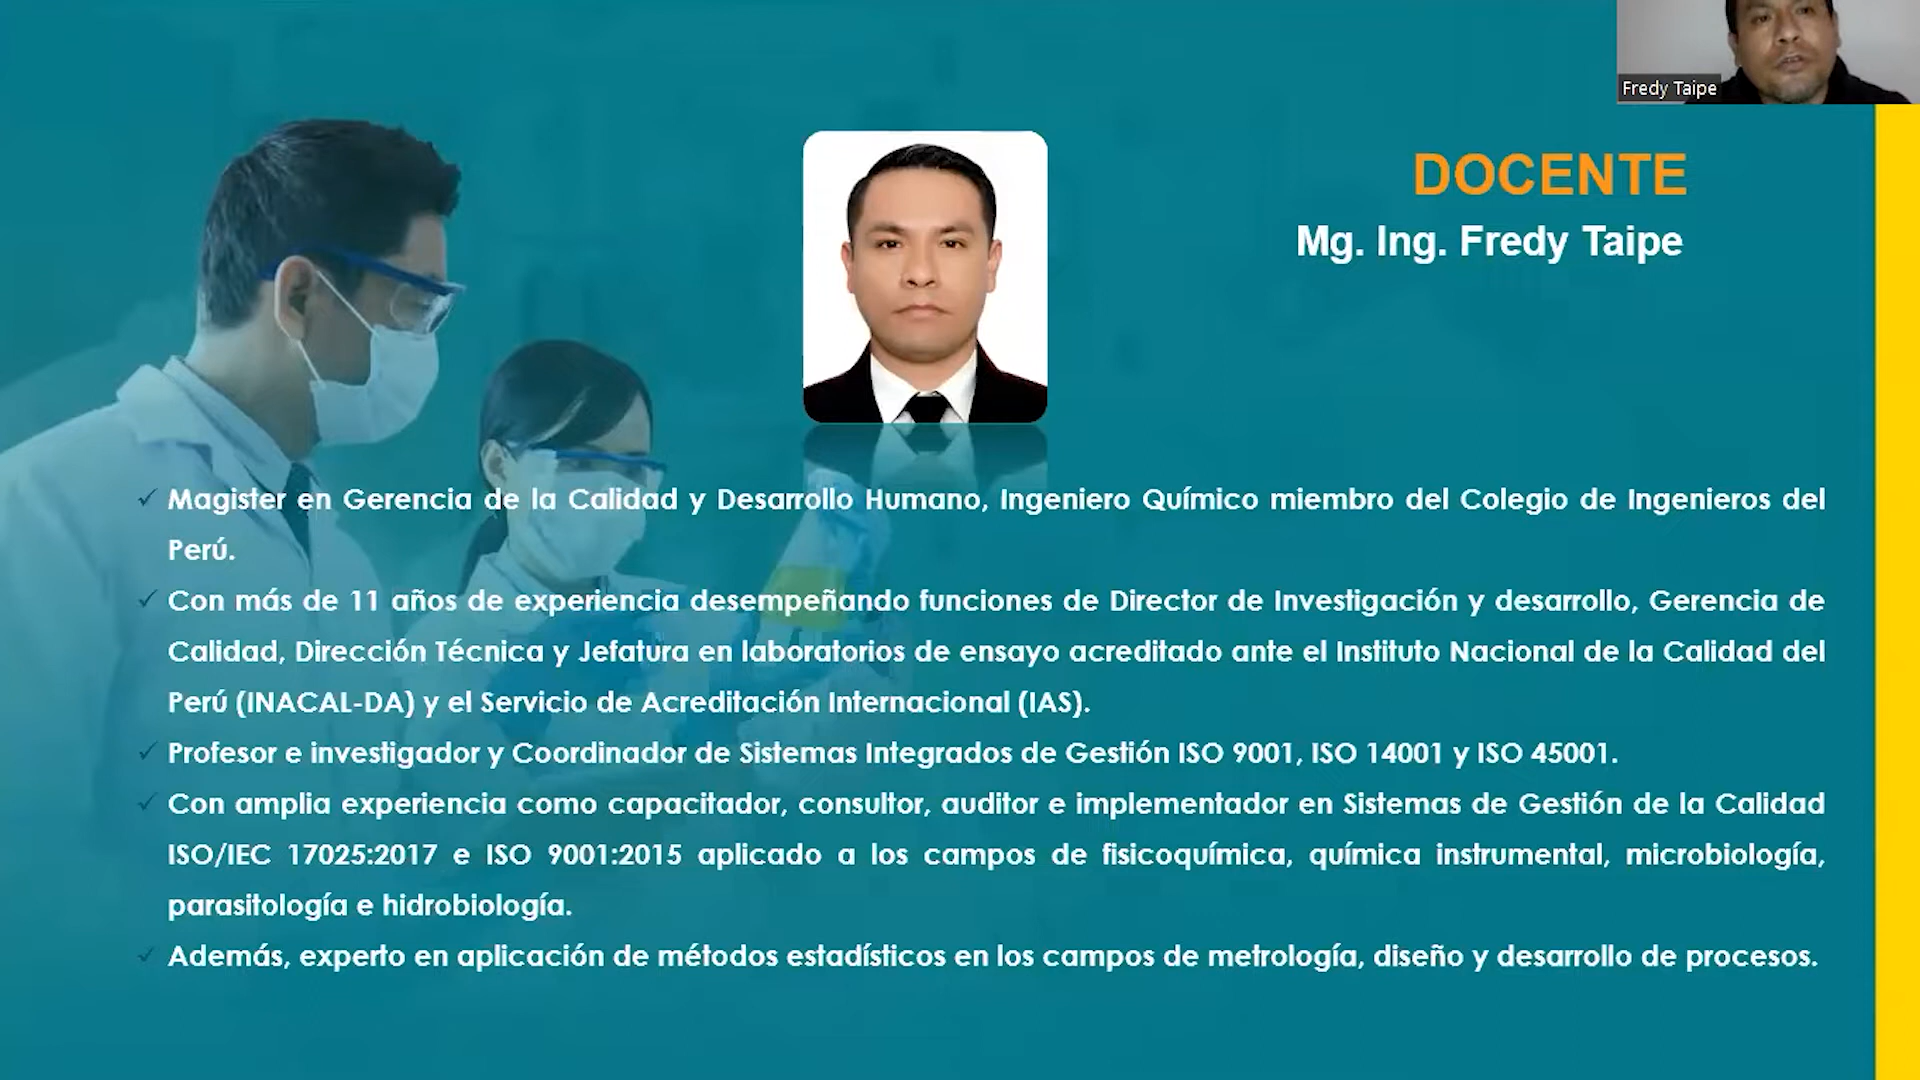 Fredy Taipe
DOCENTE
Mg. Ing. Fredy Taipe
✓ Magister en Gerencia de la Calidad y Desarrollo Humano, Ingeniero Químico miembro del Colegio de Ingenieros del
Perú.
✓ Con más de 11 años de experiencia desempeñando funciones de Director de Investigación y desarrollo, Gerencia de
Calidad, Dirección Técnica y Jefatura en laboratorios de ensayo acreditado ante el Instituto Nacional de la Calidad del
Perú (INACAL-DA) y el Servicio de Acreditación Internacional (IAS).
✓ Profesor e investigador y Coordinador de Sistemas Integrados de Gestión ISO 9001, ISO 14001 y ISO 45001.
✓ Con amplia experiencia como capacitador, consultor, auditor e implementador en Sistemas de Gestión de la Calidad
ISO/IEC 17025:2017 e ISO 9001:2015 aplicado a los campos de fisicoquímica, química instrumental, microbiología,
parasitología e hidrobiología.
✓ Además, experto en aplicación de métodos estadísticos en los campos de metrología, diseño y desarrollo de procesos.